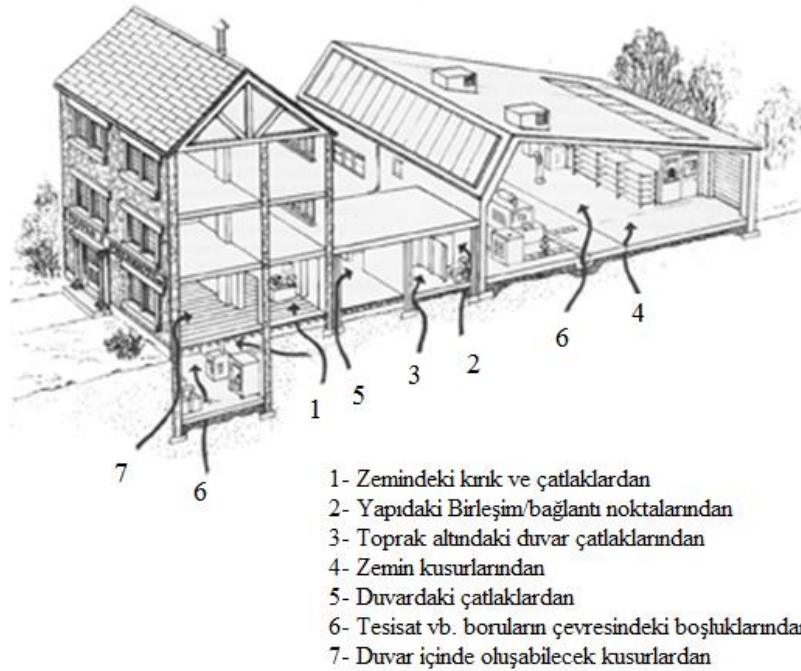 6
4
2
3
5
1
7
6
1- Zemindeki kırık ve çatlaklardan
2- Yapıdaki Birleşim/bağlantı noktalarından
3- Toprak altındaki duvar çatlaklarından
4- Zemin kusurlarından
5- Duvardaki çatlaklardan
6- Tesisat vb. boruların çevresindeki boşluklarından
7- Duvar içinde oluşabilecek kusurlardan